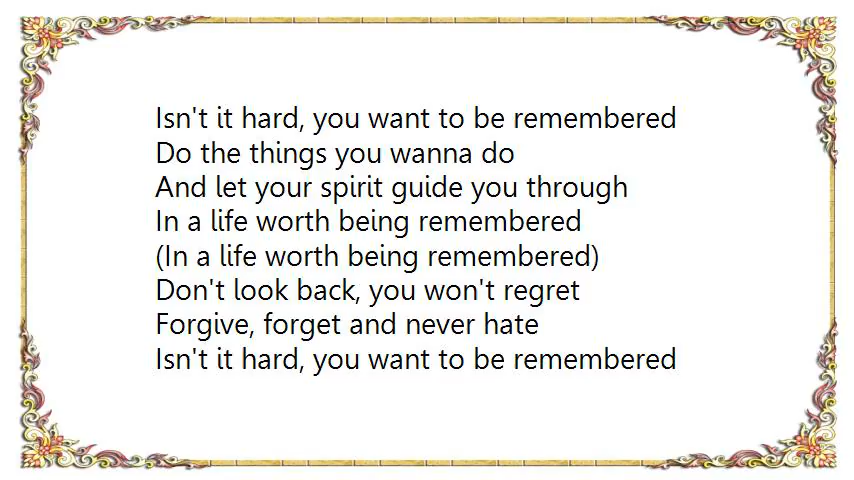 Isn't it hard, you want to be remembered
Do the things you wanna do
And let your spirit guide you through
In a life worth being remembered
(In a life worth being remembered)
Don't look back, you won't regret
Forgive, forget and never hate
Isn't it hard, you want to be remembered